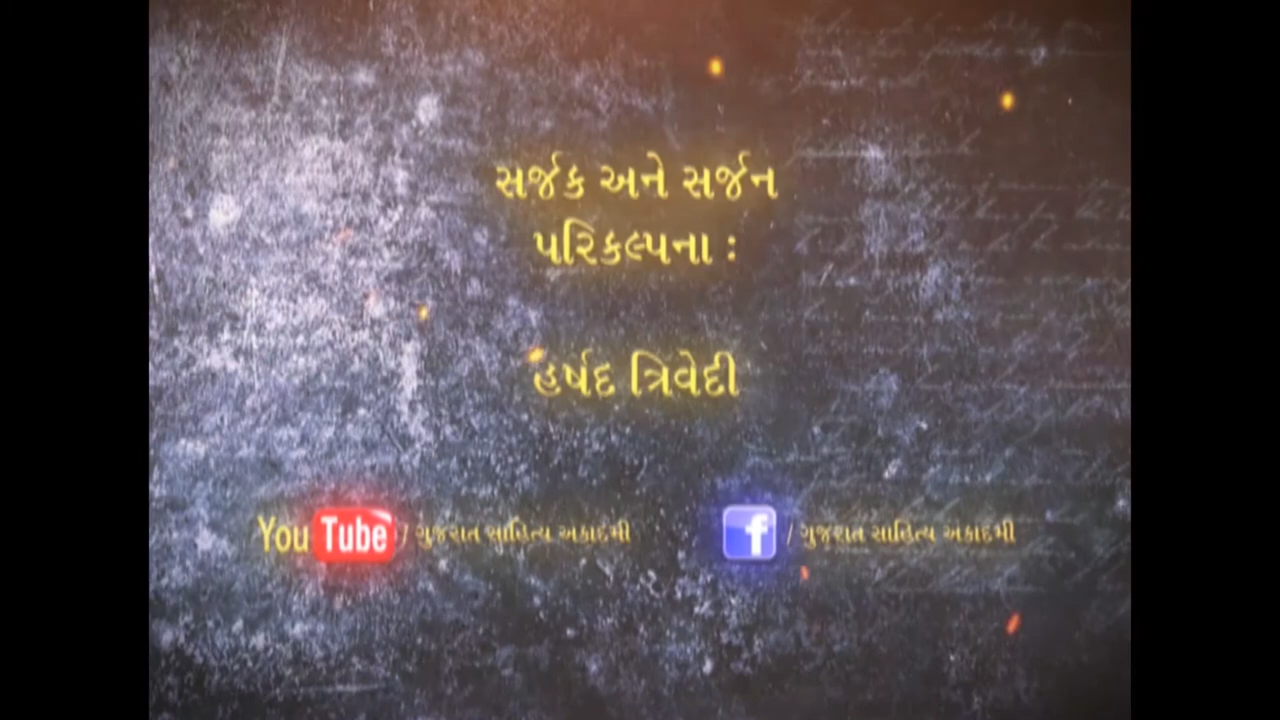 સર્જક અને સર્જન
પરિકલ્પના :
હર્ષદ ત્રિવેદી
YouTube / ગુજરાત સાહિત્ય અકાદમી
f / ગુજરાત સાહિત્ય અકાદમી